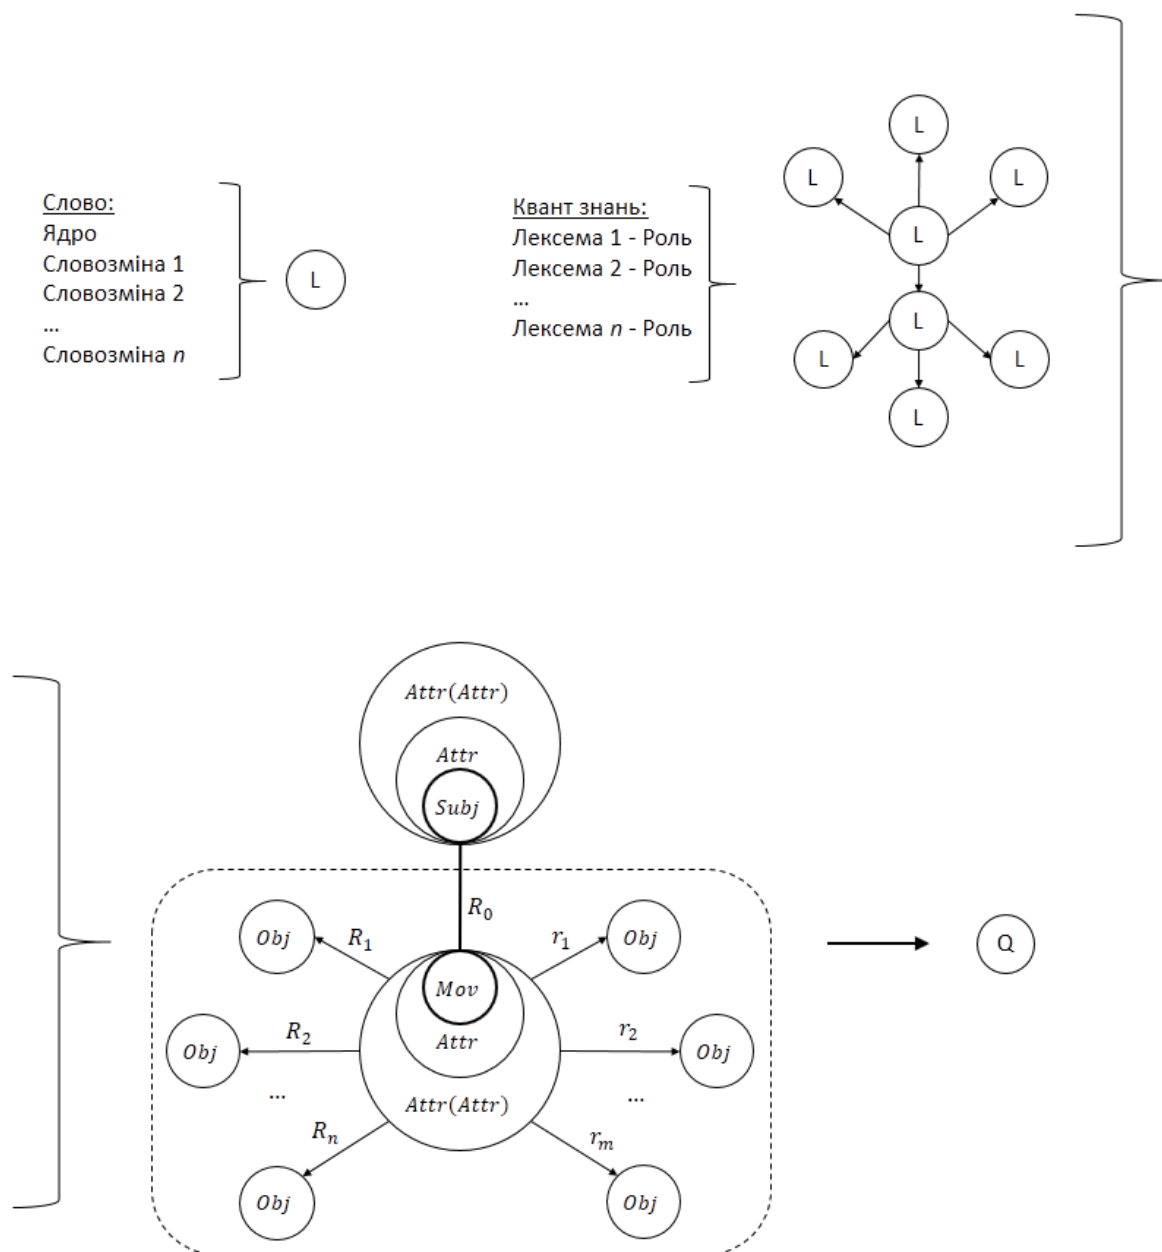 Слово:
Ядро
Словозміна 1
Словозміна 2
...
Словозміна n
L
Квант знань:
Лексема 1 - Роль
Лексема 2 - Роль
...
Лексема n - Роль
L
L
L
L
L
L
L
L
Attr(Attr)
Attr
Subj
R₀
Obj
R₁
r₁
Obj
Mov
Attr
Obj
R₂
r₂
Obj
...
...
Attr(Attr)
Rₙ
rₘ
Obj
Obj
Q